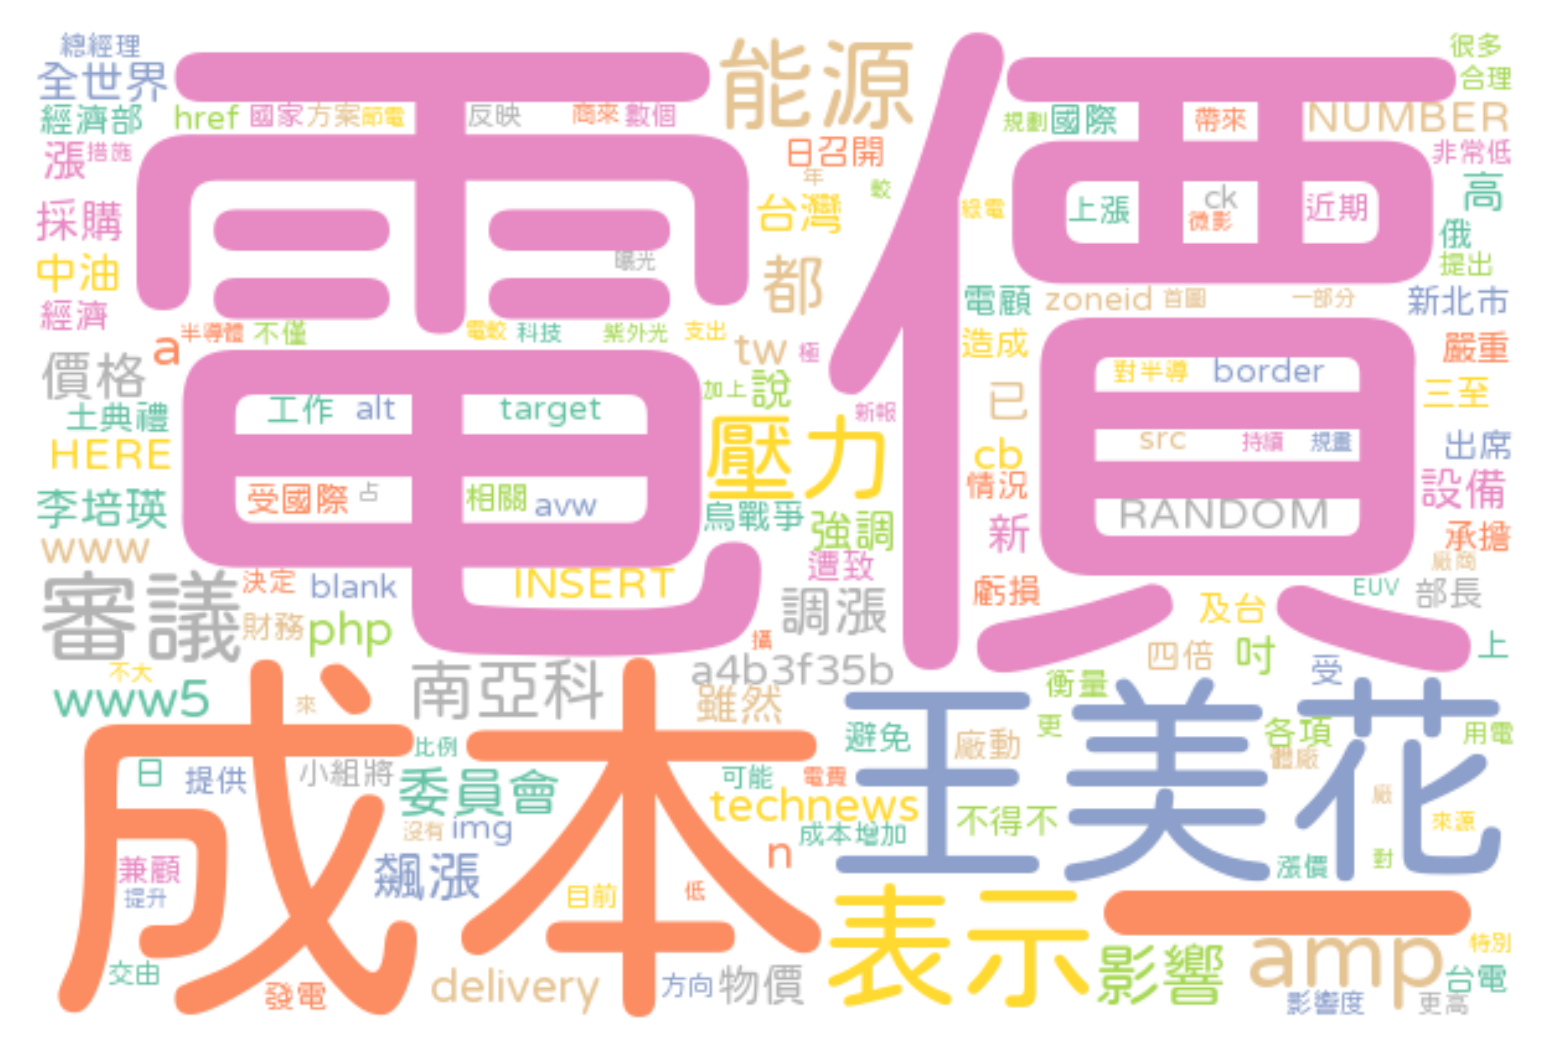 總經理
全世界
經濟部
href
國家
方案
節電
反映
商來
數個
能源
電價
很多
合理
規劃
國際
帶來
NUMBER
漲
措施
日召開
年
較
非常低
採購
台灣
綠電
上漲
ck
微影
近期
高
俄
提出
中油
曝光
都
經濟
電顧
zoneid
首圖
一部分
新北市
a
半導體
不僅
電較
科技
紫外光
支出
tw
極
造成
嚴重
價格
加上
說
對半導
border
三至
土典禮
工作
alt
target
新報
已
HERE
壓力
cb
src
持續
規畫
出席
李培瑛
受國際
占
相關
avw
烏戰爭
強調
情況
設備
www
新
RANDOM
承擔
遭致
廠商
審議
決定
blank
INSERT
虧損
EUV
部長
財務
php
調漲
及台
攝
四倍
吋
上
不大
www5
來
南亞科
a4b3f35b
雖然
衡量
受
成本
王美花
比例
避免
廠動
更
各項
體廠
用電
日
提供
小組將
委員會
可能
電費
technews
廠
來源
沒有
img
成本增加
不得不
兼顧
提升
飆漲
n
漲價
對
目前
低
表示
一
交由
發電
delivery
方向
物價
影響
amp
特別
台電
影響度
更高